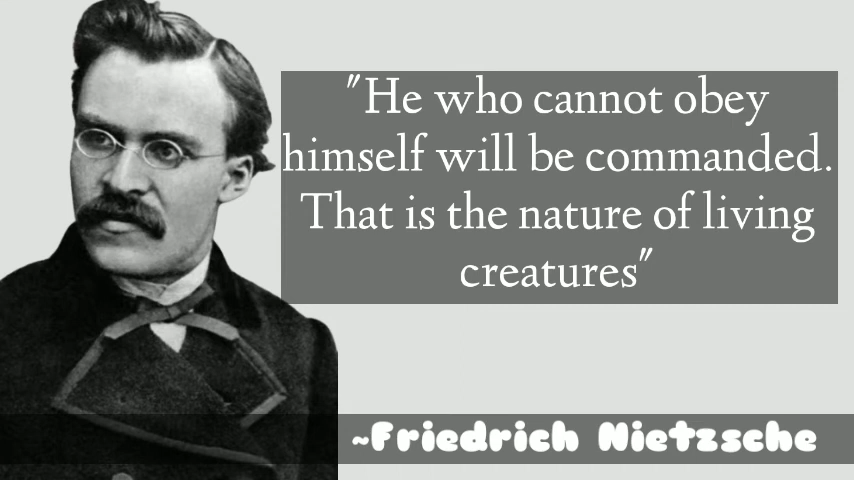 "He who cannot obey
himself will be commanded.
That is the nature of living
creatures"
~Friedrich Nietzsche